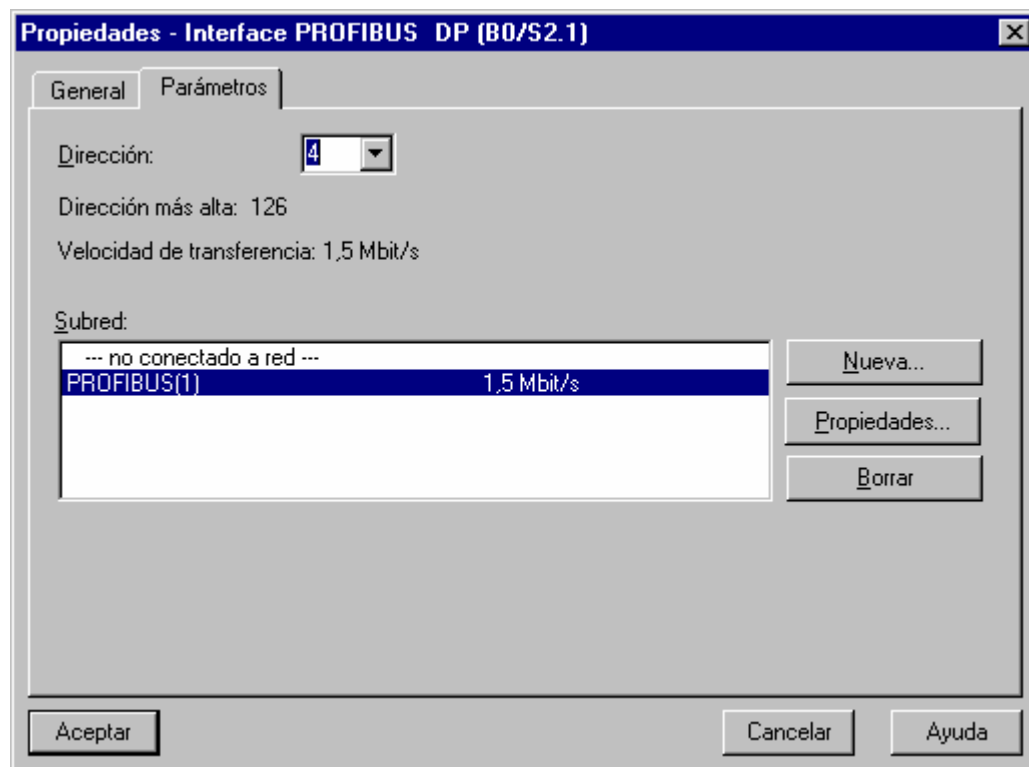 Propiedades - Interface PROFIBUS  DP (B0/S2.1)
General Parámetros
Dirección: 4
Dirección más alta: 126
Velocidad de transferencia: 1,5 Mbit/s
Subred:
--- no conectado a red ---
PROFIBUS(1) 1,5 Mbit/s
Nueva...
Propiedades...
Borrar
Aceptar Cancelar Ayuda